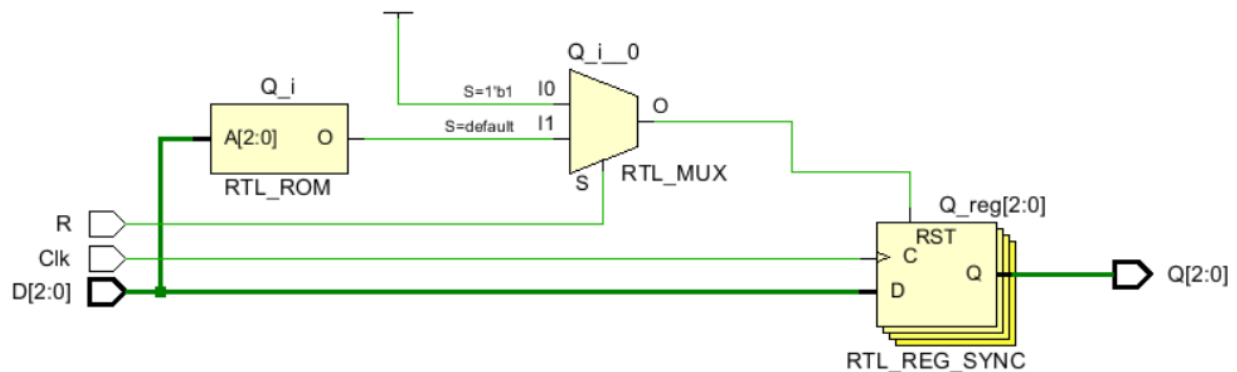 Q_i__0
Q_i
S=1'b1 I0
O
A[2:0] O
S=default I1
S
RTL_MUX
RTL_ROM
R
Q_reg[2:0]
RST
Clk
C
Q
Q[2:0]
D[2:0]
D
RTL_REG_SYNC